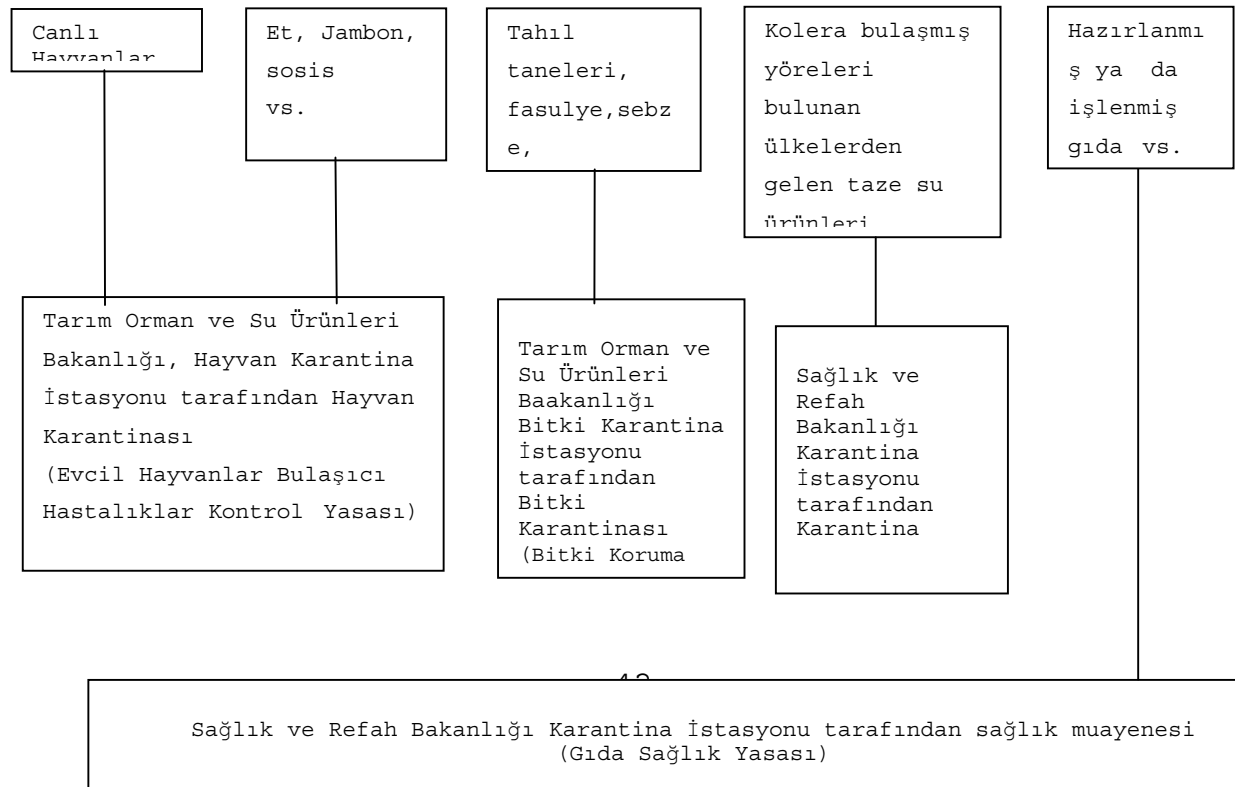 Canlı
Hayvanlar
Et, Jambon,
sosis
vs.
Tahıl
taneleri,
fasulye,sebz
e,
Kolera bulaşmış
yöreleri
bulunan
ülkelerden
gelen taze su
ürünleri
Hazırlanmı
ş ya da
işlenmiş
gıda vs.
Tarım Orman ve Su Ürünleri
Bakanlığı, Hayvan Karantina
İstasyonu tarafından Hayvan
Karantinası
(Evcil Hayvanlar Bulaşıcı
Hastalıklar Kontrol Yasası)
Tarım Orman ve
Su Ürünleri
Baakanlığı
Bitki Karantina
İstasyonu
tarafından
Bitki
Karantinası
(Bitki Koruma
Sağlık ve
Refah
Bakanlığı
Karantina
İstasyonu
tarafından
Karantina
Sağlık ve Refah Bakanlığı Karantina İstasyonu tarafından sağlık muayenesi
(Gıda Sağlık Yasası)